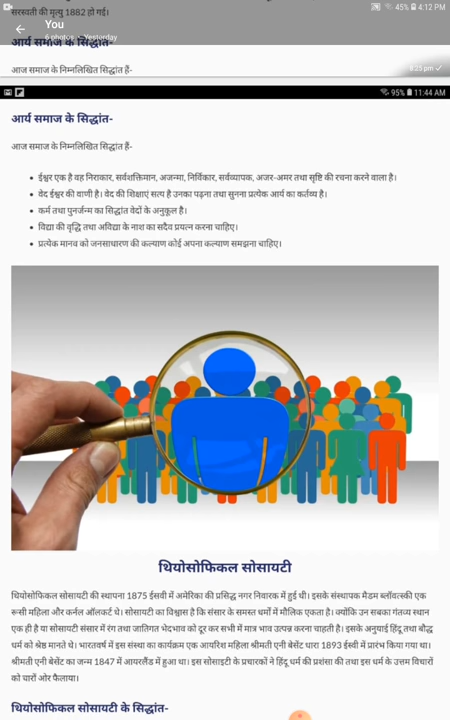 सरस्वती की मृत्यु 1882 हो गई।
45% 4:12 PM
You
6 photos, Yesterday
आर्य समाज के सिद्धांत-
आज समाज के निम्नलिखित सिद्धांत हैं-
8:25 pm
95% 11:44 AM
आर्य समाज के सिद्धांत-
आज समाज के निम्नलिखित सिद्धांत हैं-
• ईश्वर एक है वह निराकार, सर्वशक्तिमान, अजन्मा, निर्विकार, सर्वव्यापक, अजर-अमर तथा सृष्टि की रचना करने वाला है।
• वेद ईश्वर की वाणी है। वेद की शिक्षाएं सत्य है उनका पढ़ना तथा सुनना प्रत्येक आर्य का कर्तव्य है।
• कर्म तथा पुनर्जन्म का सिद्धांत वेदों के अनुकूल है।
• विद्या की वृद्धि तथा अविद्या के नाश का सदैव प्रयत्न करना चाहिए।
• प्रत्येक मानव को जनसाधारण की कल्याण कोई अपना कल्याण समझना चाहिए।
थियोसोफिकल सोसायटी
थियोसोफिकल सोसायटी की स्थापना 1875 ईसवी में अमेरिका की प्रसिद्ध नगर निवारक में हुई थी। इसके संस्थापक मैडम ब्लॉवत्स्की एक
रूसी महिला और कर्नल ऑलकर्ट थे। सोसायटी का विश्वास है कि संसार के समस्त धर्मों में मौलिक एकता है। क्योंकि उन सबका गंतव्य स्थान
एक ही है या सोसायटी संसार में रंग तथा जातिगत भेदभाव को दूर कर सभी में मात्र भाव उत्पन्न करना चाहती है। इसके अनुयाई हिंदू तथा बौद्ध
धर्म को श्रेष्ठ मानते थे। भारतवर्ष में इस संस्था का कार्यक्रम एक आयरिश महिला श्रीमती एनी बेसेंट द्वारा 1893 ईस्वी में प्रारंभ किया गया था।
श्रीमती एनी बेसेंट का जन्म 1847 में आयरलैंड में हुआ था। इस सोसाइटी के प्रचारकों ने हिंदू धर्म की प्रशंसा की तथा इस धर्म के उत्तम विचारों
को चारों ओर फैलाया।
थियोसोफिकल सोसायटी के सिद्धांत-